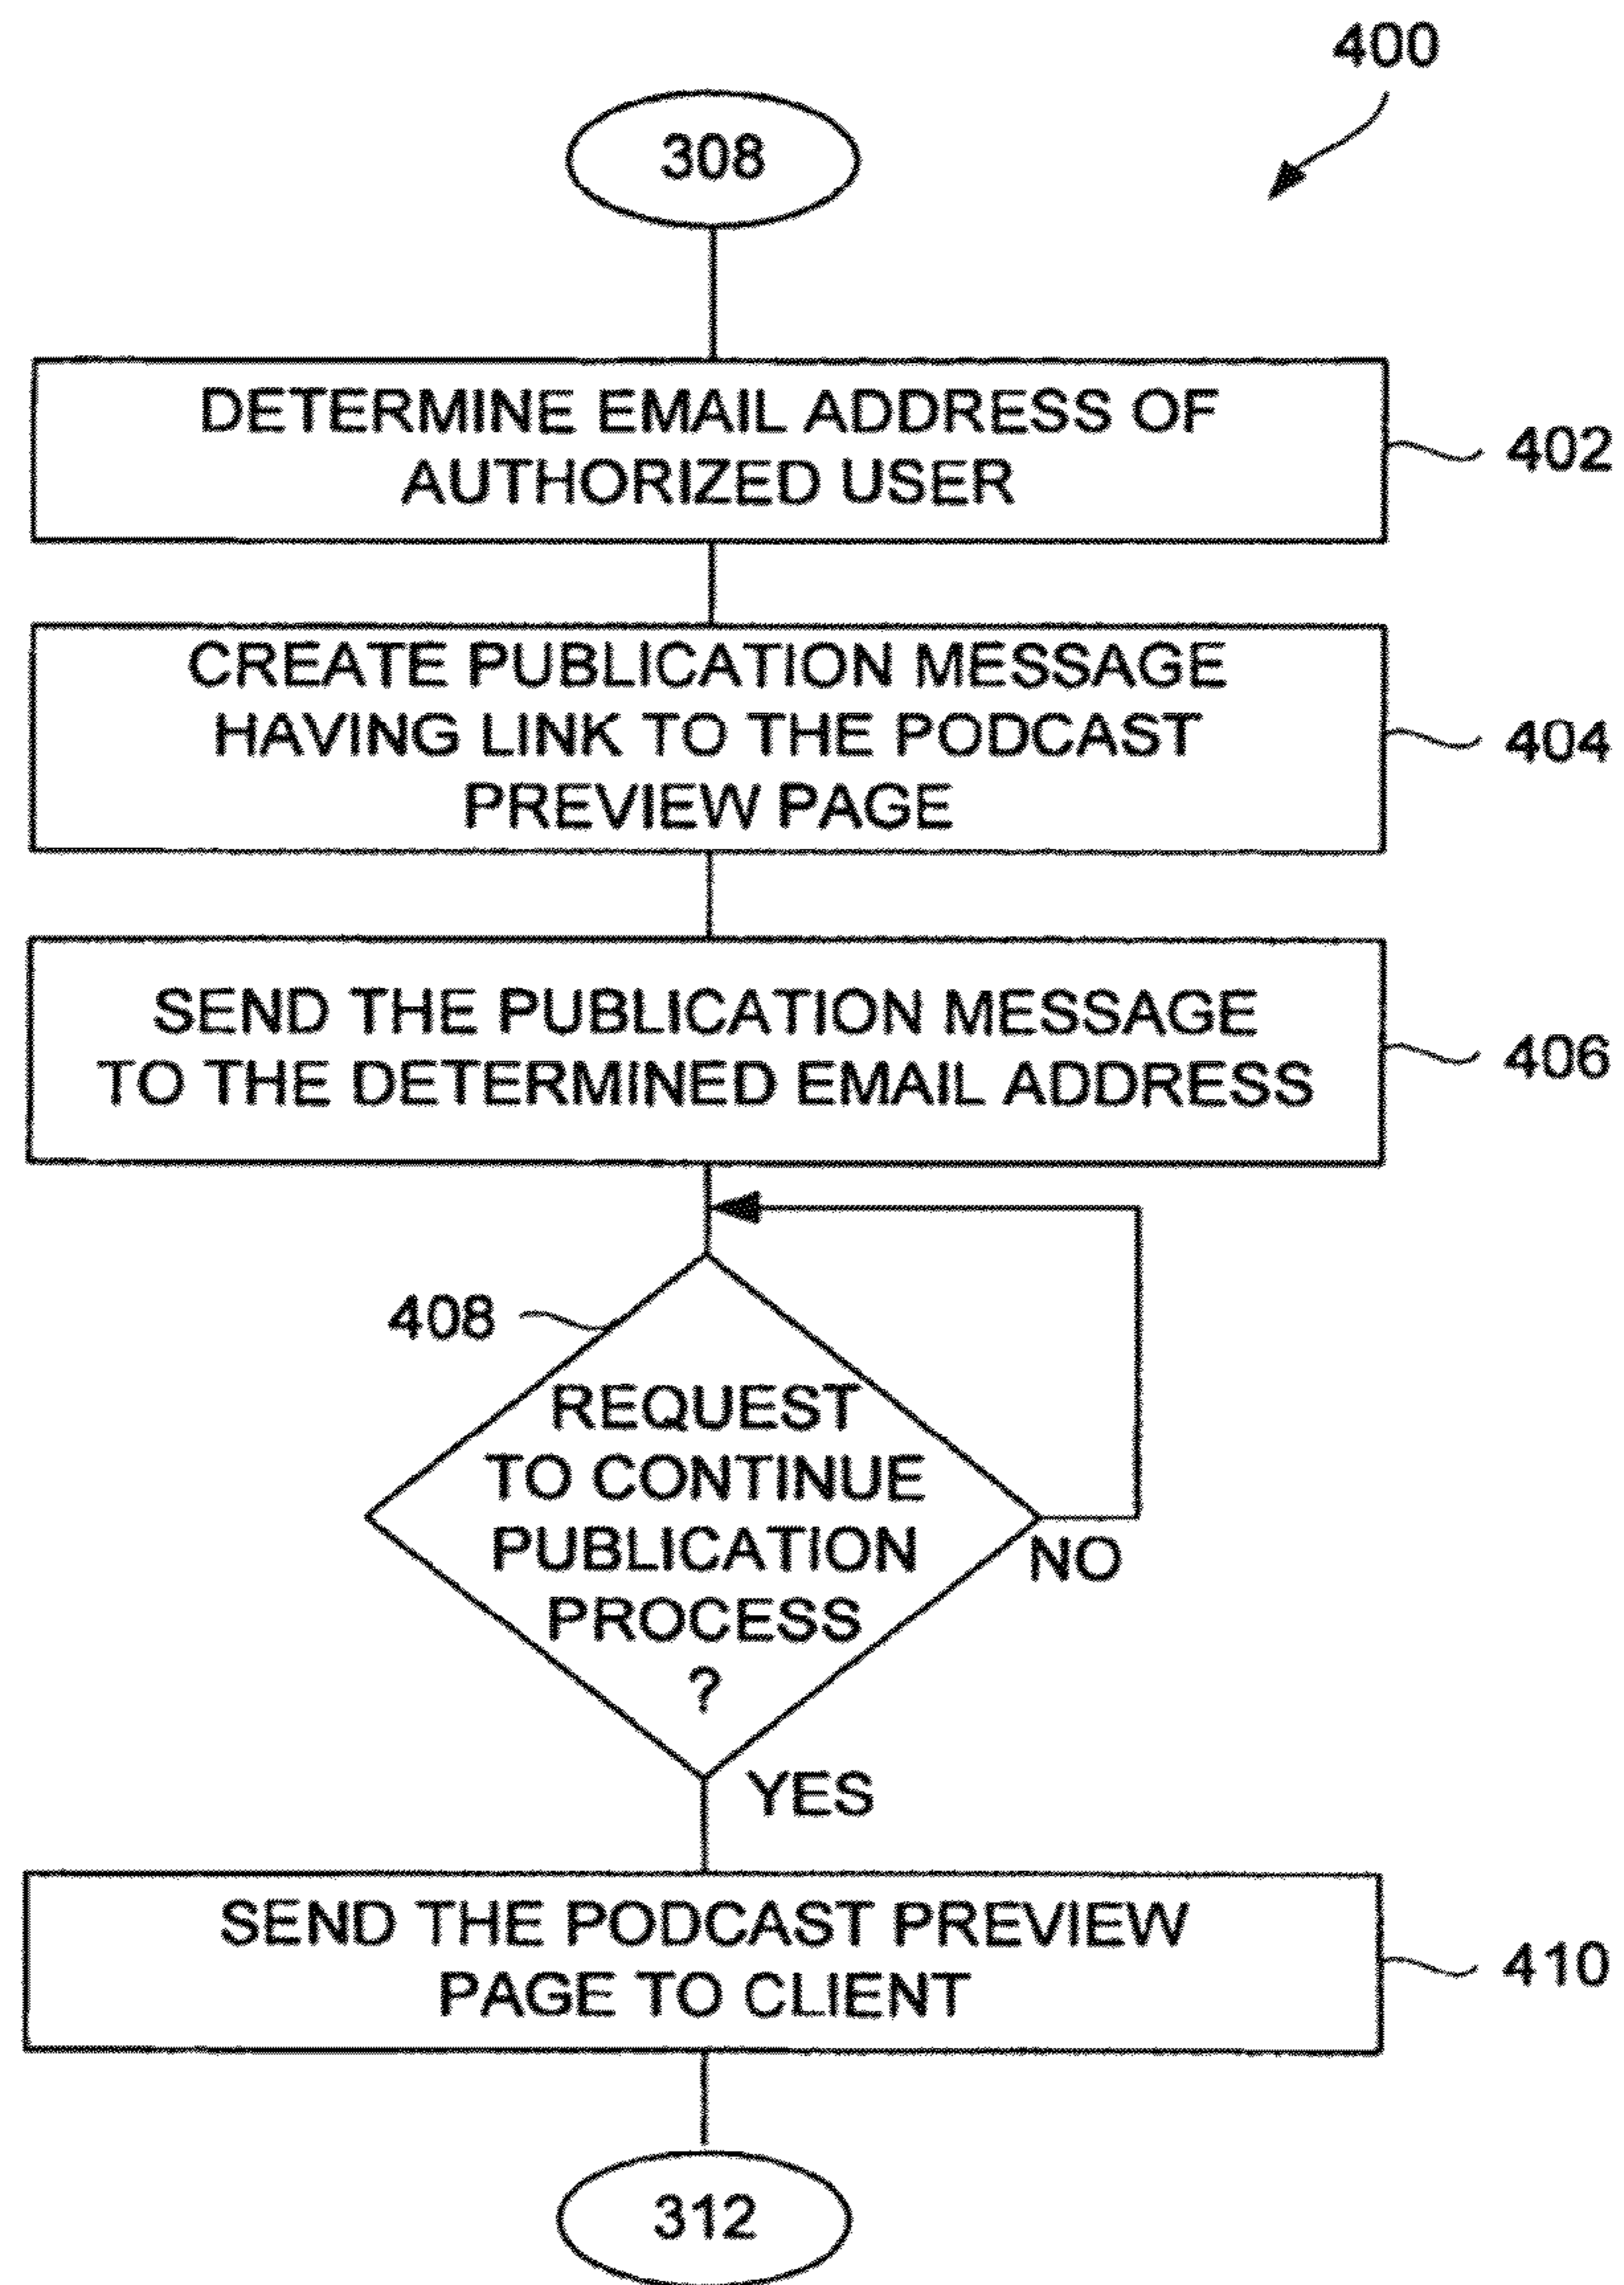 400
308
DETERMINE EMAIL ADDRESS OF
AUTHORIZED USER
402
CREATE PUBLICATION MESSAGE
HAVING LINK TO THE PODCAST
PREVIEW PAGE
404
SEND THE PUBLICATION MESSAGE
TO THE DETERMINED EMAIL ADDRESS
406
408
REQUEST
TO CONTINUE
PUBLICATION
PROCESS
?
NO
YES
SEND THE PODCAST PREVIEW
PAGE TO CLIENT
410
312